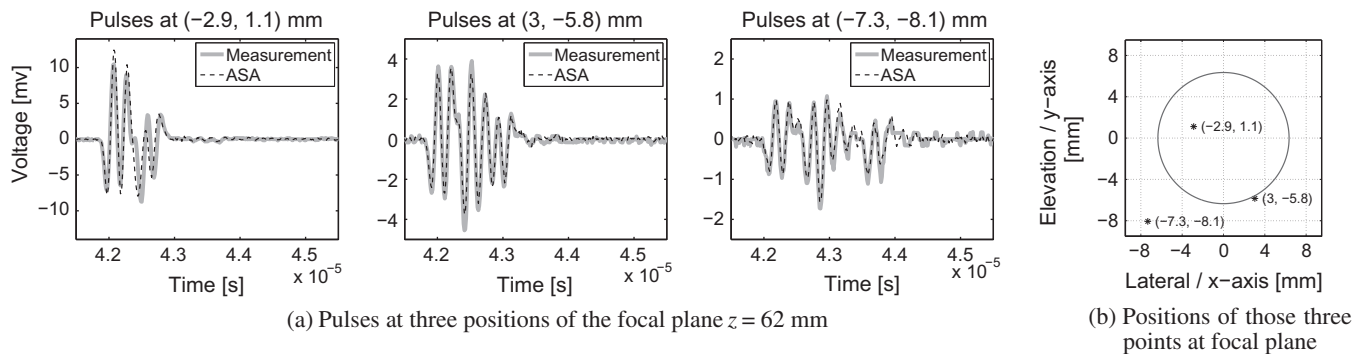 Pulses at (−2.9, 1.1) mm
Voltage [mv]
10
5
0
−5
−10
Measurement
ASA
4.2 4.3 4.4 4.5
x 10⁻⁵
Time [s]
Pulses at (3, −5.8) mm
4
2
0
−2
−4
Measurement
ASA
4.2 4.3 4.4 4.5
x 10⁻⁵
Time [s]
Pulses at (−7.3, −8.1) mm
2
1
0
−1
−2
Measurement
ASA
4.2 4.3 4.4 4.5
x 10⁻⁵
Time [s]
(a) Pulses at three positions of the focal plane z = 62 mm
Elevation / y−axis
[mm]
8
4
0
−4
−8
(−2.9, 1.1)
(3, −5.8)
(−7.3, −8.1)
−8 −4 0 4 8
Lateral / x−axis [mm]
(b) Positions of those three
points at focal plane